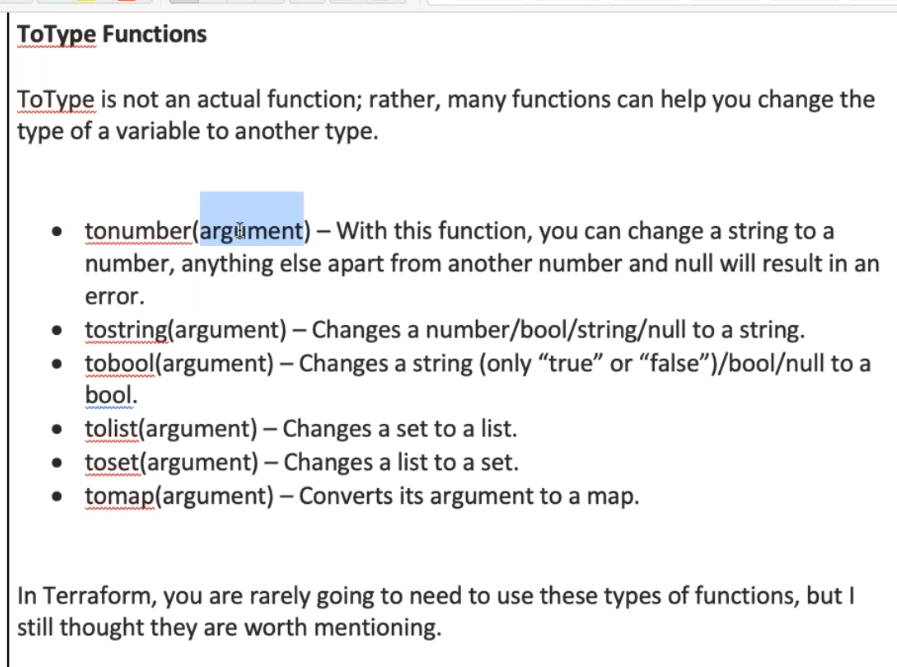 ToType Functions
ToType is not an actual function; rather, many functions can help you change the
type of a variable to another type.
• tonumber(argument) – With this function, you can change a string to a
number, anything else apart from another number and null will result in an
error.
• tostring(argument) – Changes a number/bool/string/null to a string.
• tobool(argument) – Changes a string (only “true” or “false”)/bool/null to a
bool.
• tolist(argument) – Changes a set to a list.
• toset(argument) – Changes a list to a set.
• tomap(argument) – Converts its argument to a map.
In Terraform, you are rarely going to need to use these types of functions, but I
still thought they are worth mentioning.